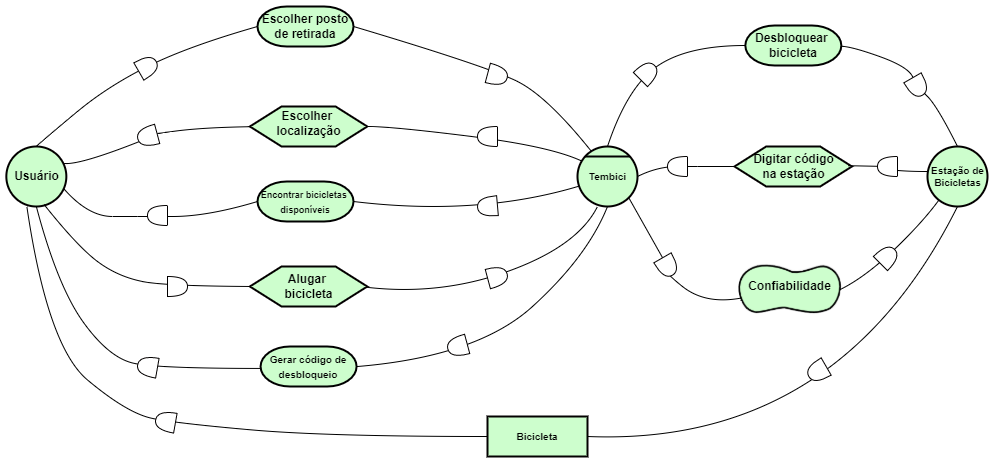 Escolher posto
de retirada
Desbloquear
bicicleta
Escolher
localização
Usuário
Tembici
Digitar código
na estação
Estação de
Bicicletas
Encontrar bicicletas
disponíveis
Alugar
bicicleta
Confiabilidade
Gerar código de
desbloqueio
Bicicleta